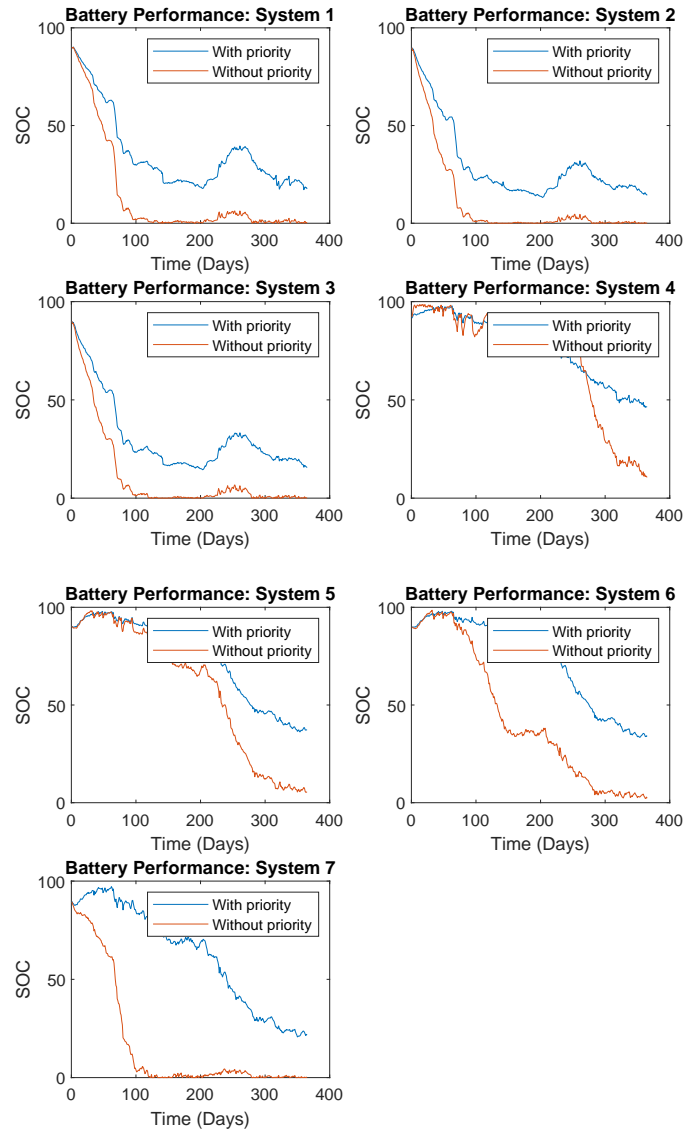 Battery Performance: System 1
100
50
0
SOC
With priority
Without priority
0 100 200 300 400
Time (Days)
Battery Performance: System 2
100
50
0
SOC
With priority
Without priority
0 100 200 300 400
Time (Days)
Battery Performance: System 3
100
50
0
SOC
With priority
Without priority
0 100 200 300 400
Time (Days)
Battery Performance: System 4
100
50
0
SOC
With priority
Without priority
0 100 200 300 400
Time (Days)
Battery Performance: System 5
100
50
0
SOC
With priority
Without priority
0 100 200 300 400
Time (Days)
Battery Performance: System 6
100
50
0
SOC
With priority
Without priority
0 100 200 300 400
Time (Days)
Battery Performance: System 7
100
50
0
SOC
With priority
Without priority
0 100 200 300 400
Time (Days)